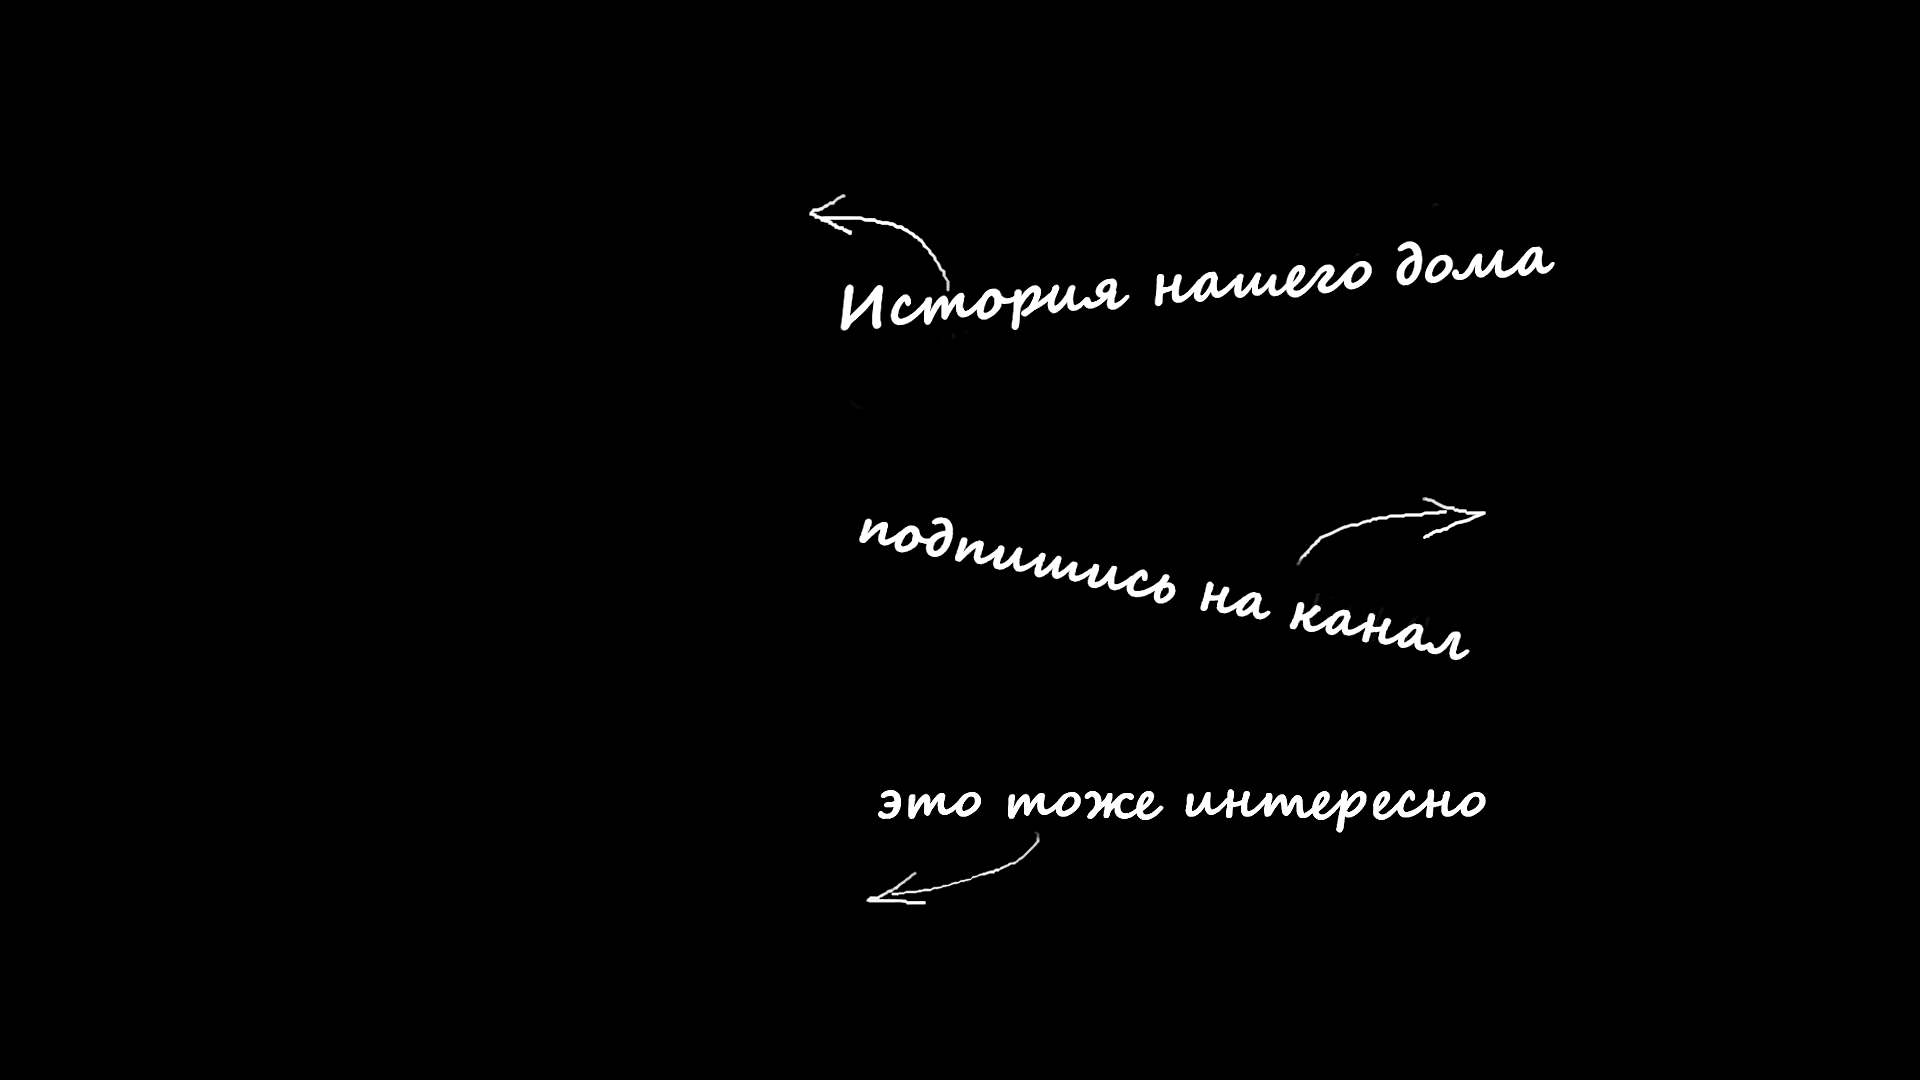 История нашего дома
подпишись на канал
это тоже интересно